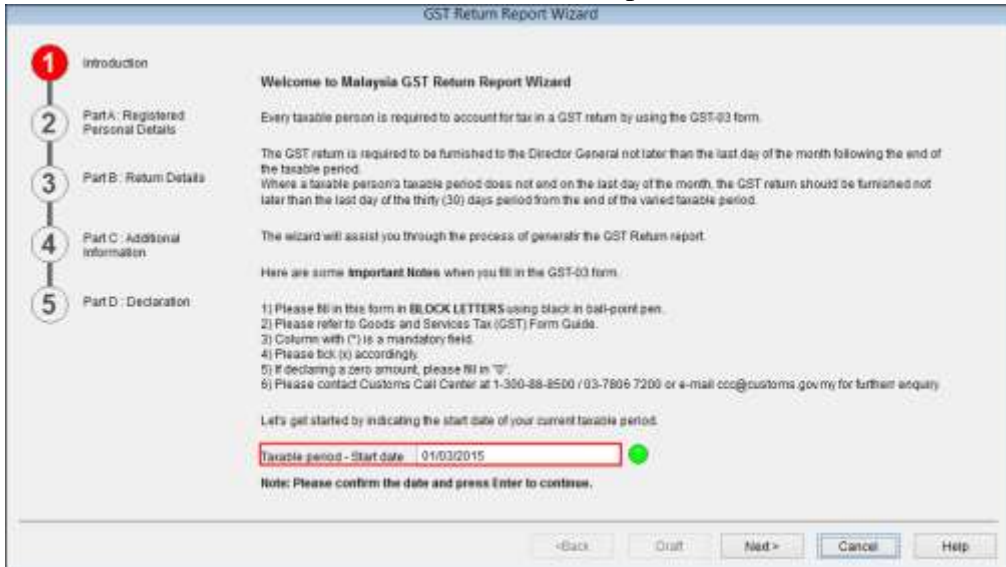 GST Return Report Wizard
1
Introduction
2
Part A : Registered
Personal Details
3
Part B : Return Details
4
Part C : Additional
Information
5
Part D : Declaration
Welcome to Malaysia GST Return Report Wizard
Every taxable person is required to account for tax in a GST return by using the GST-03 form.
The GST return is required to be furnished to the Director General not later than the last day of the month following the end of
the taxable period.
Where a taxable person's taxable period does not end on the last day of the month, the GST return should be furnished not
later than the last day of the thirty (30) days period from the end of the varied taxable period.
The wizard will assist you through the process of generatir the GST Return report.
Here are some Important Notes when you fill in the GST-03 form.
1) Please fill in this form in BLOCK LETTERS using black in ball-point pen.
2) Please refer to Goods and Services Tax (GST) Form Guide.
3) Column with (*) is a mandatory field.
4) Please tick (x) accordingly.
5) If declaring a zero amount, please fill in "0".
6) Please contact Customs Call Center at 1-300-88-8500 / 03-7806 7200 or e-mail ccc@customs.gov.my for furthert enquiry
Let's get started by indicating the start date of your current taxable period.
Taxable period - Start date 01/03/2015
Note: Please confirm the date and press Enter to continue.
<Back Draft Next > Cancel Help